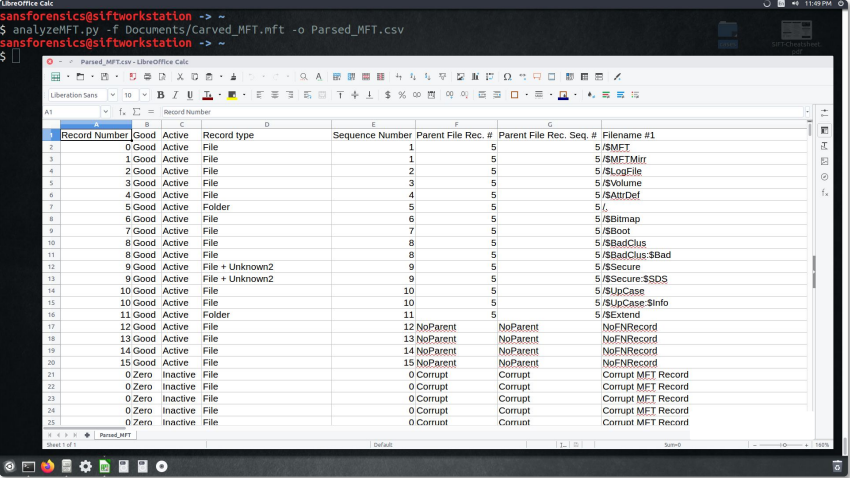 LibreOffice Calc 11:49 PM
sansforensics@siftworkstation -> ~
$ analyzeMFT.py -f Documents/Carved_MFT.mft -o Parsed_MFT.csv
sansforensics@siftworkstation -> ~
$
SIFT-Cheatsheet.pdf
Parsed_MFT.csv - LibreOffice Calc
Liberation Sans 10
A1 Record Number
A B C D E F G
1 Record Number Good Active Record type Sequence Number Parent File Rec. # Parent File Rec. Seq. # Filename #1
2 0 Good Active File 1 5 5 /$MFT
3 1 Good Active File 1 5 5 /$MFTMirr
4 2 Good Active File 2 5 5 /$LogFile
5 3 Good Active File 3 5 5 /$Volume
6 4 Good Active File 4 5 5 /$AttrDef
7 5 Good Active Folder 5 5 5 /.
8 6 Good Active File 6 5 5 /$Bitmap
9 7 Good Active File 7 5 5 /$Boot
10 8 Good Active File 8 5 5 /$BadClus
11 8 Good Active File 8 5 5 /$BadClus:$Bad
12 9 Good Active File + Unknown2 9 5 5 /$Secure
13 9 Good Active File + Unknown2 9 5 5 /$Secure:$SDS
14 10 Good Active File 10 5 5 /$UpCase
15 10 Good Active File 10 5 5 /$UpCase:$Info
16 11 Good Active Folder 11 5 5 /$Extend
17 12 Good Active File 12 NoParent NoParent NoFNRecord
18 13 Good Active File 13 NoParent NoParent NoFNRecord
19 14 Good Active File 14 NoParent NoParent NoFNRecord
20 15 Good Active File 15 NoParent NoParent NoFNRecord
21 0 Zero Inactive File 0 Corrupt Corrupt Corrupt MFT Record
22 0 Zero Inactive File 0 Corrupt Corrupt Corrupt MFT Record
23 0 Zero Inactive File 0 Corrupt Corrupt Corrupt MFT Record
24 0 Zero Inactive File 0 Corrupt Corrupt Corrupt MFT Record
25 0 Zero Inactive File 0 Corrupt Corrupt Corrupt MFT Record
Parsed_MFT
Sheet 1 of 1 Default Sum=0 160%